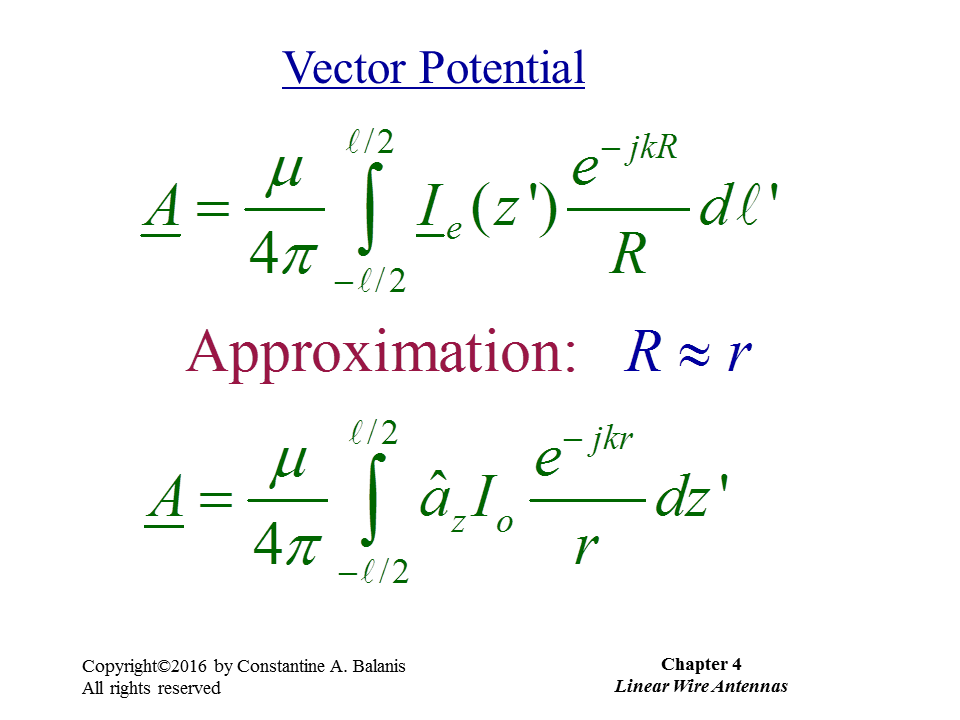 Vector Potential
A = μ/4π ∫_{-ℓ/2}^{ℓ/2} I_e (z') e^{-jkR}/R dℓ'
Approximation: R ≈ r
A = μ/4π ∫_{-ℓ/2}^{ℓ/2} â_z I_o e^{-jkr}/r dz'
Copyright©2016 by Constantine A. Balanis
All rights reserved
Chapter 4
Linear Wire Antennas